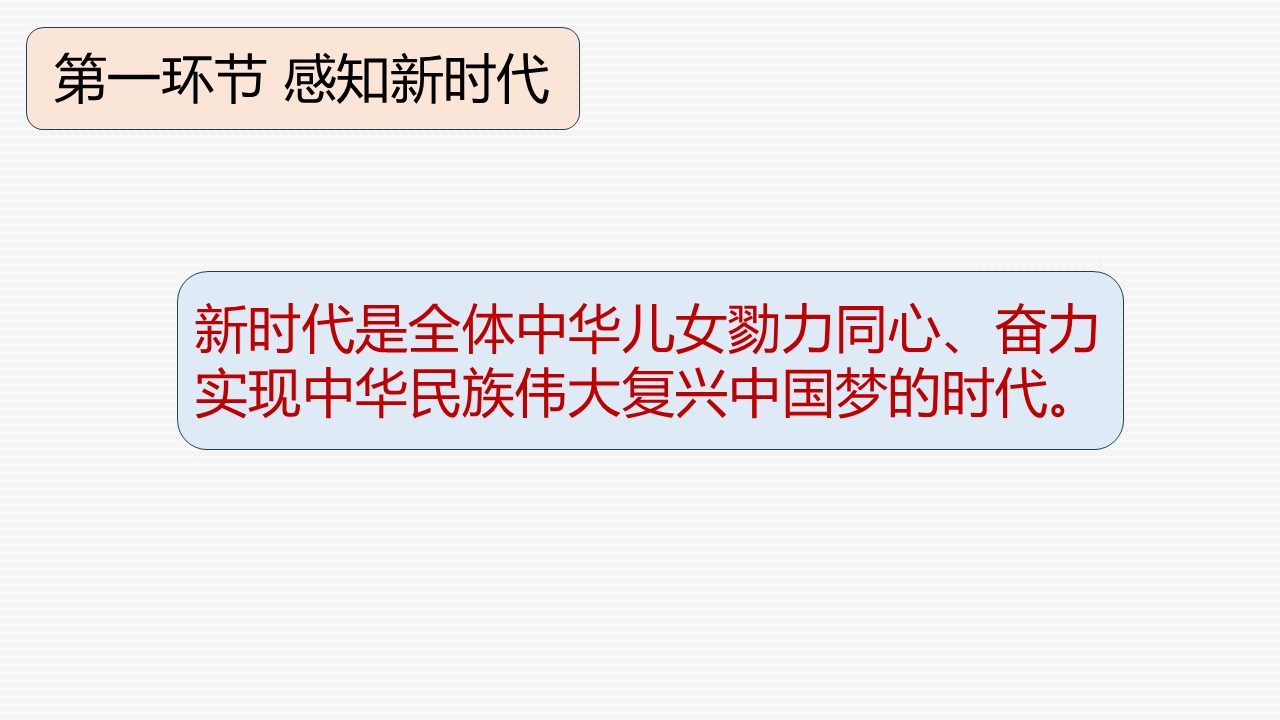 第一环节 感知新时代
新时代是全体中华儿女勠力同心、奋力
实现中华民族伟大复兴中国梦的时代。